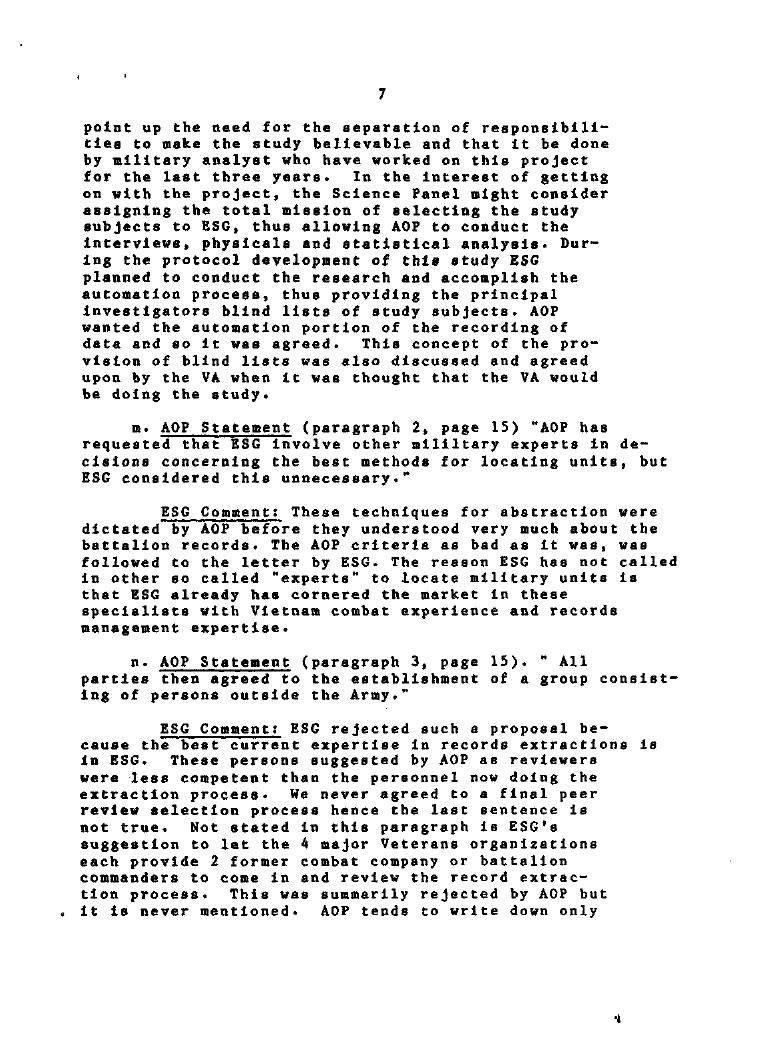 7
point up the need for the separation of responsibili-
ties to make the study believable and that it be done
by military analyst who have worked on this project
for the last three years. In the interest of getting
on with the project, the Science Panel might consider
assigning the total mission of selecting the study
subjects to ESG, thus allowing AOP to conduct the
interviews, physicals and statistical analysis. Dur-
ing the protocol development of this study ESG
planned to conduct the research and accomplish the
automation process, thus providing the principal
investigators blind lists of study subjects. AOP
wanted the automation portion of the recording of
data and so it was agreed. This concept of the pro-
vision of blind lists was also discussed and agreed
upon by the VA when it was thought that the VA would
be doing the study.
m. AOP Statement (paragraph 2, page 15) "AOP has
requested that ESG involve other mililtary experts in de-
cisions concerning the best methods for locating units, but
ESG considered this unnecessary."
ESG Comment: These techniques for abstraction were
dictated by AOP before they understood very much about the
battalion records. The AOP criteria as bad as it was, was
followed to the letter by ESG. The reason ESG has not called
in other so called "experts" to locate military units is
that ESG already has cornered the market in these
specialists with Vietnam combat experience and records
management expertise.
n. AOP Statement (paragraph 3, page 15). " All
parties then agreed to the establishment of a group consist-
ing of persons outside the Army."
ESG Comment: ESG rejected such a proposal be-
cause the best current expertise in records extractions is
in ESG. These persons suggested by AOP as reviewers
were less competent than the personnel now doing the
extraction process. We never agreed to a final peer
review selection process hence the last sentence is
not true. Not stated in this paragraph is ESG's
suggestion to let the 4 major Veterans organizations
each provide 2 former combat company or battalion
commanders to come in and review the record extrac-
tion process. This was summarily rejected by AOP but
it is never mentioned. AOP tends to write down only